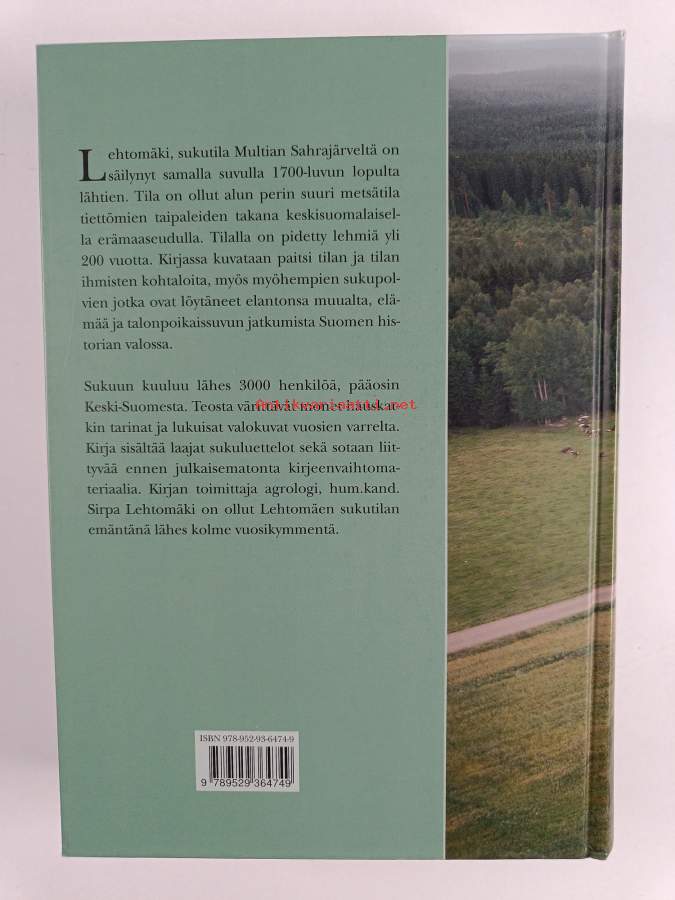 Lehtomäki, sukutila Multian Sahrajärveltä on
säilynyt samalla suvulla 1700-luvun lopulta
lähtien. Tila on ollut alun perin suuri metsätila
tiettömien taipaleiden takana keskisuomalaisel-
la erämaaseudulla. Tilalla on pidetty lehmiä yli
200 vuotta. Kirjassa kuvataan paitsi tilan ja tilan
ihmisten kohtaloita, myös myöhempien sukupol-
vien jotka ovat löytäneet elantonsa muualta, elä-
mää ja talonpoikaissuvun jatkumista Suomen his-
torian valossa.
Sukuun kuuluu lähes 3000 henkilöä, pääosin
Keski-Suomesta. Teosta värittävät monet hauskat-
kin tarinat ja lukuisat valokuvat vuosien varrelta.
Kirja sisältää laajat sukuluettelot sekä sotaan liit-
tyvää ennen julkaisematonta kirjeenvaihtoma-
teriaalia. Kirjan toimittaja agrologi, hum.kand.
Sirpa Lehtomäki on ollut Lehtomäen sukutilan
emäntänä lähes kolme vuosikymmentä.
Antikvariaatti.net
ISBN 978-952-93-6474-9
9 789529 364749